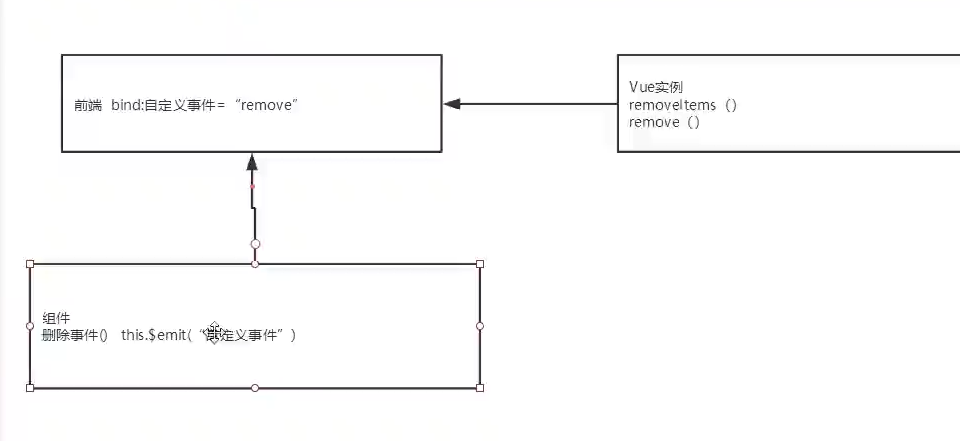 前端 bind:自定义事件=“remove”
Vue实例
removeItems（）
remove（）
组件
删除事件() this.$emit(“自定义事件”)